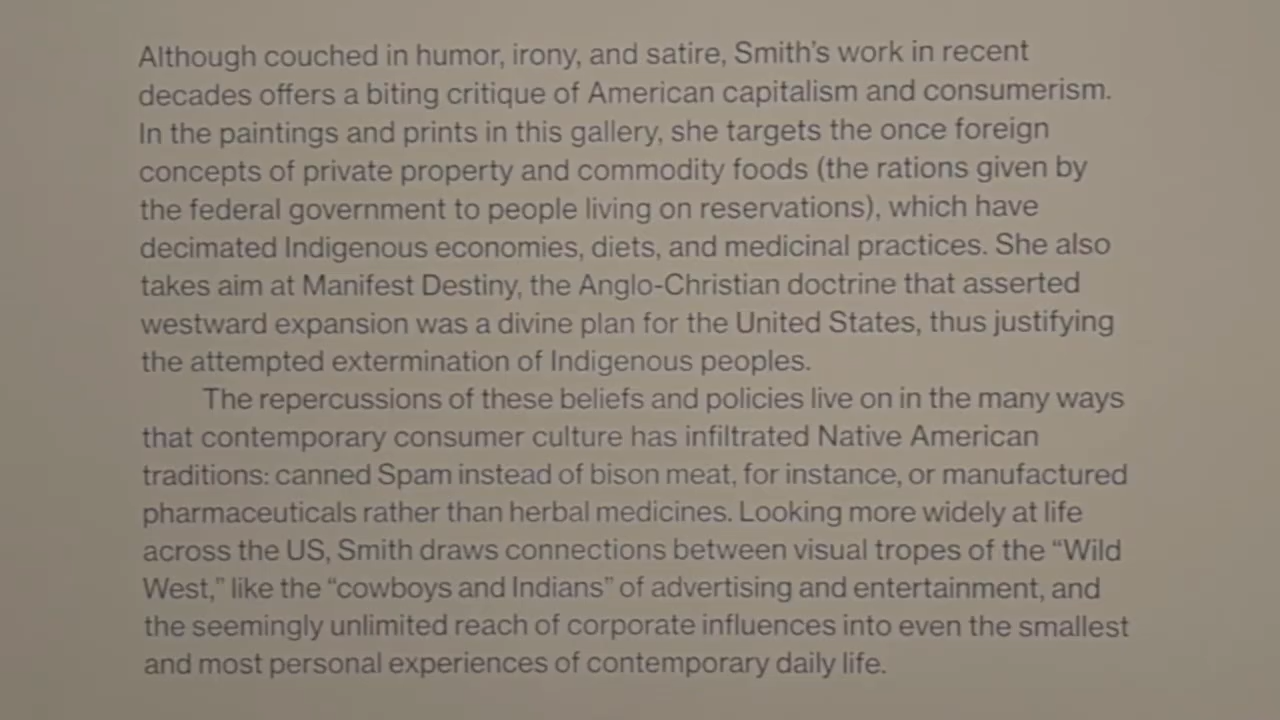 Although couched in humor, irony, and satire, Smith’s work in recent
decades offers a biting critique of American capitalism and consumerism.
In the paintings and prints in this gallery, she targets the once foreign
concepts of private property and commodity foods (the rations given by
the federal government to people living on reservations), which have
decimated Indigenous economies, diets, and medicinal practices. She also
takes aim at Manifest Destiny, the Anglo-Christian doctrine that asserted
westward expansion was a divine plan for the United States, thus justifying
the attempted extermination of Indigenous peoples.
The repercussions of these beliefs and policies live on in the many ways
that contemporary consumer culture has infiltrated Native American
traditions: canned Spam instead of bison meat, for instance, or manufactured
pharmaceuticals rather than herbal medicines. Looking more widely at life
across the US, Smith draws connections between visual tropes of the “Wild
West,” like the “cowboys and Indians” of advertising and entertainment, and
the seemingly unlimited reach of corporate influences into even the smallest
and most personal experiences of contemporary daily life.